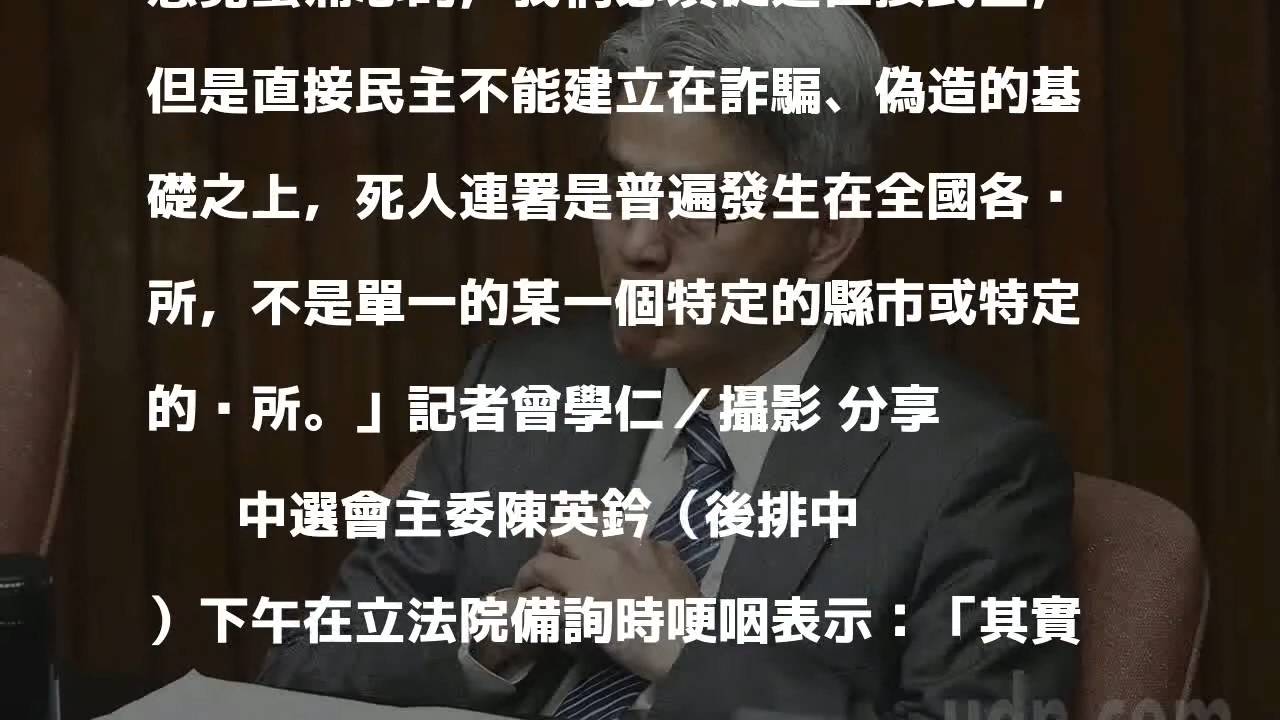 但是直接民主不能建立在詐騙、偽造的基
礎之上，死人連署是普遍發生在全國各▪
所，不是單一的某一個特定的縣市或特定
的▪所。」記者曾學仁／攝影 分享
中選會主委陳英鈐（後排中
）下午在立法院備詢時哽咽表示：「其實
udn.com